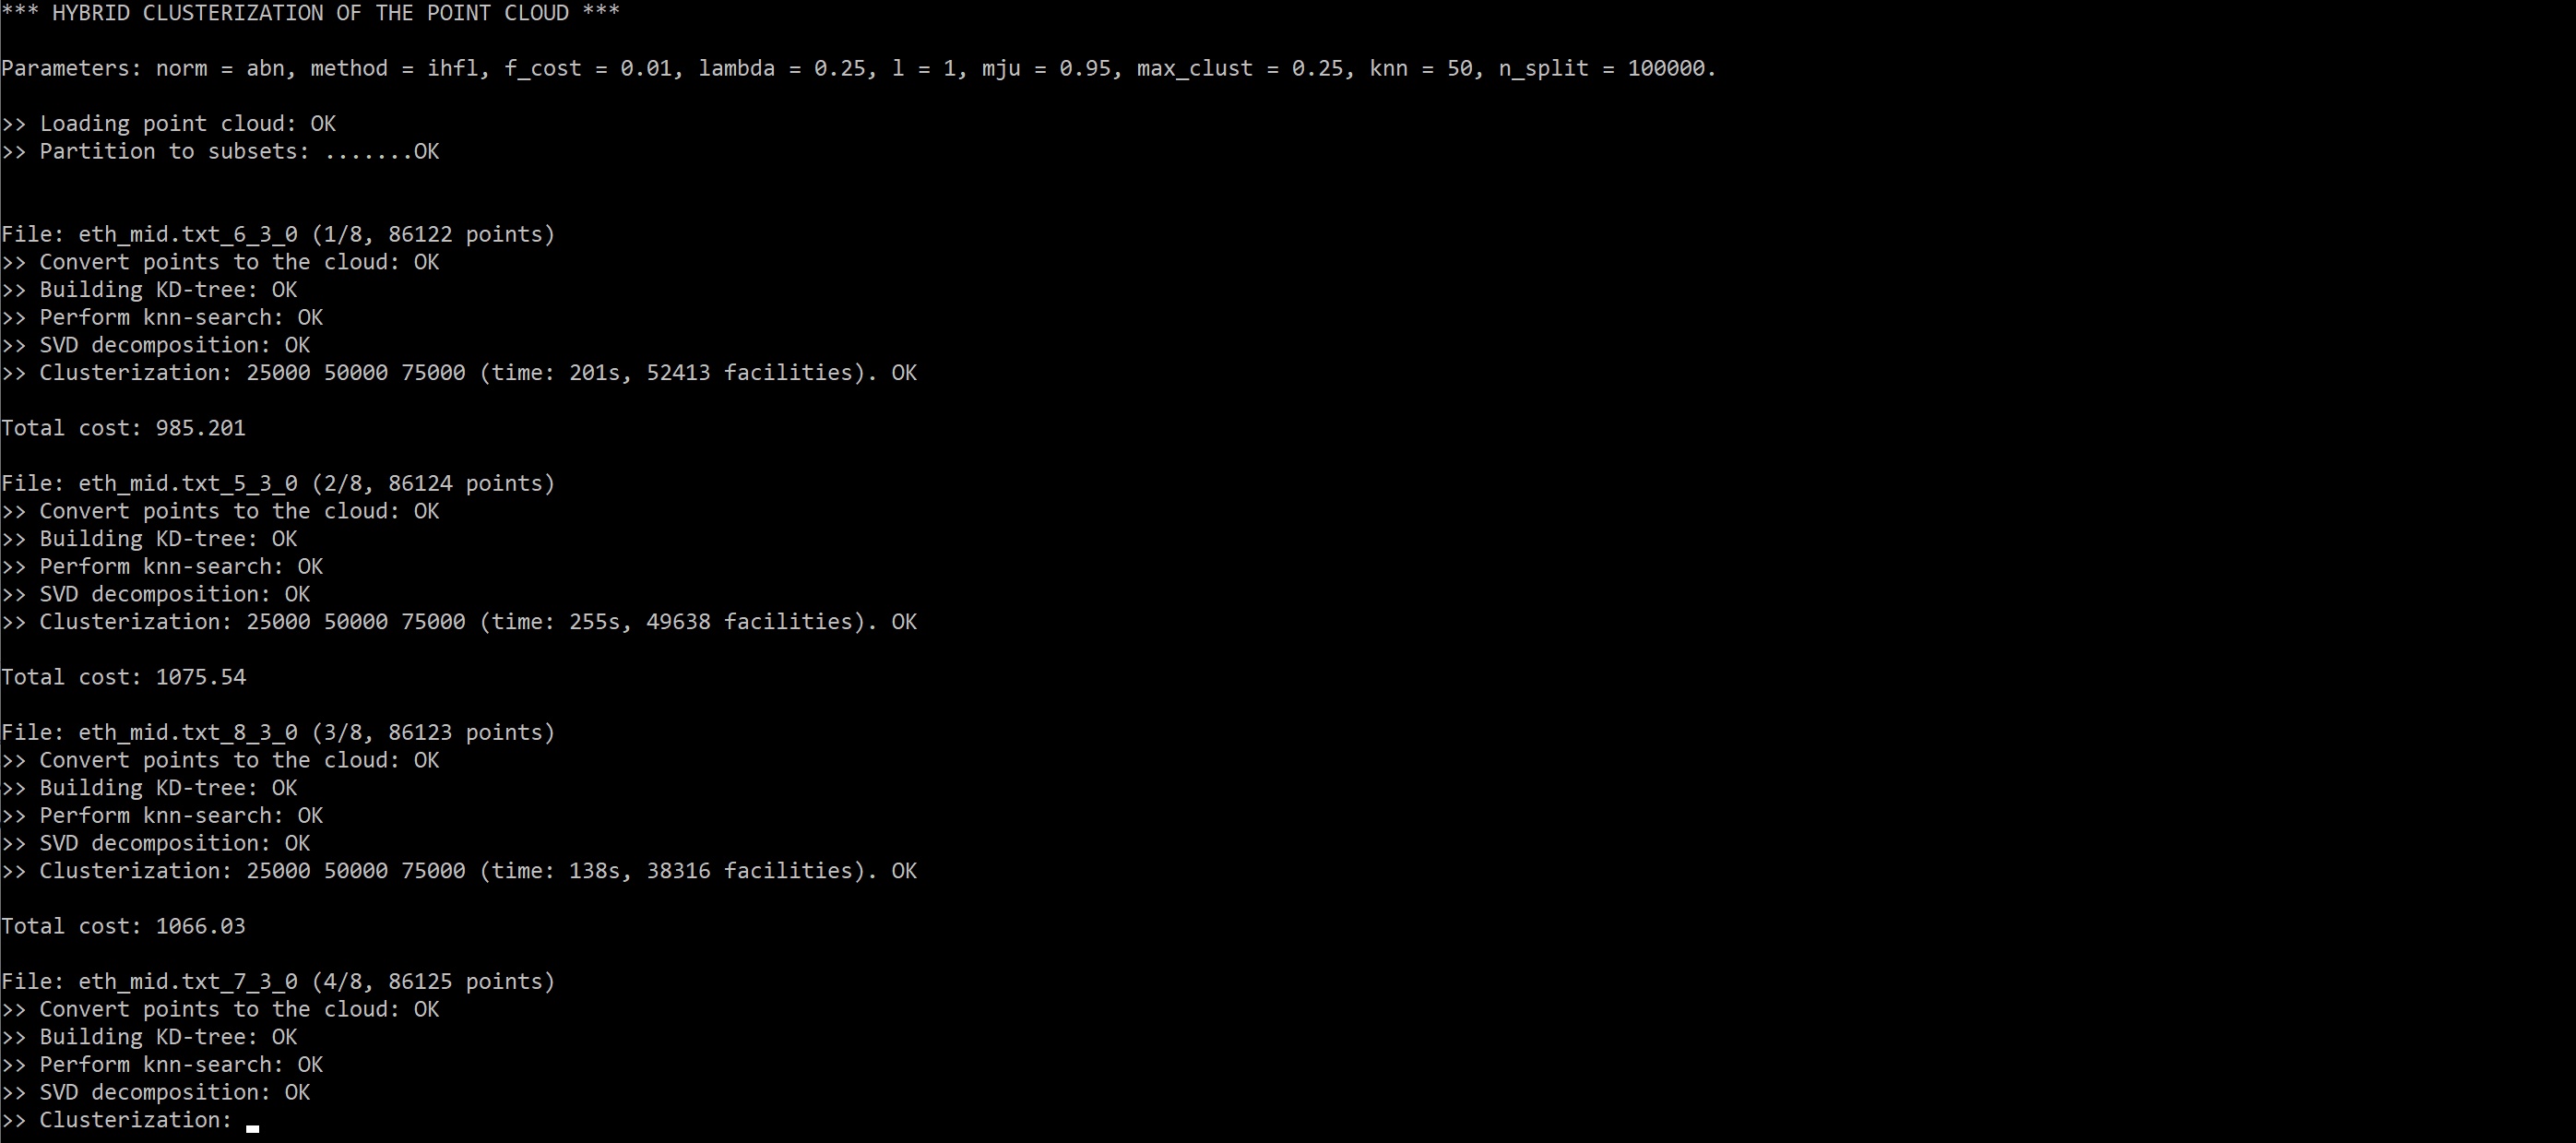 *** HYBRID CLUSTERIZATION OF THE POINT CLOUD ***
Parameters: norm = abn, method = ihfl, f_cost = 0.01, lambda = 0.25, l = 1, mju = 0.95, max_clust = 0.25, knn = 50, n_split = 100000.
>> Loading point cloud: OK
>> Partition to subsets: .......OK
File: eth_mid.txt_6_3_0 (1/8, 86122 points)
>> Convert points to the cloud: OK
>> Building KD-tree: OK
>> Perform knn-search: OK
>> SVD decomposition: OK
>> Clusterization: 25000 50000 75000 (time: 201s, 52413 facilities). OK
Total cost: 985.201
File: eth_mid.txt_5_3_0 (2/8, 86124 points)
>> Convert points to the cloud: OK
>> Building KD-tree: OK
>> Perform knn-search: OK
>> SVD decomposition: OK
>> Clusterization: 25000 50000 75000 (time: 255s, 49638 facilities). OK
Total cost: 1075.54
File: eth_mid.txt_8_3_0 (3/8, 86123 points)
>> Convert points to the cloud: OK
>> Building KD-tree: OK
>> Perform knn-search: OK
>> SVD decomposition: OK
>> Clusterization: 25000 50000 75000 (time: 138s, 38316 facilities). OK
Total cost: 1066.03
File: eth_mid.txt_7_3_0 (4/8, 86125 points)
>> Convert points to the cloud: OK
>> Building KD-tree: OK
>> Perform knn-search: OK
>> SVD decomposition: OK
>> Clusterization: